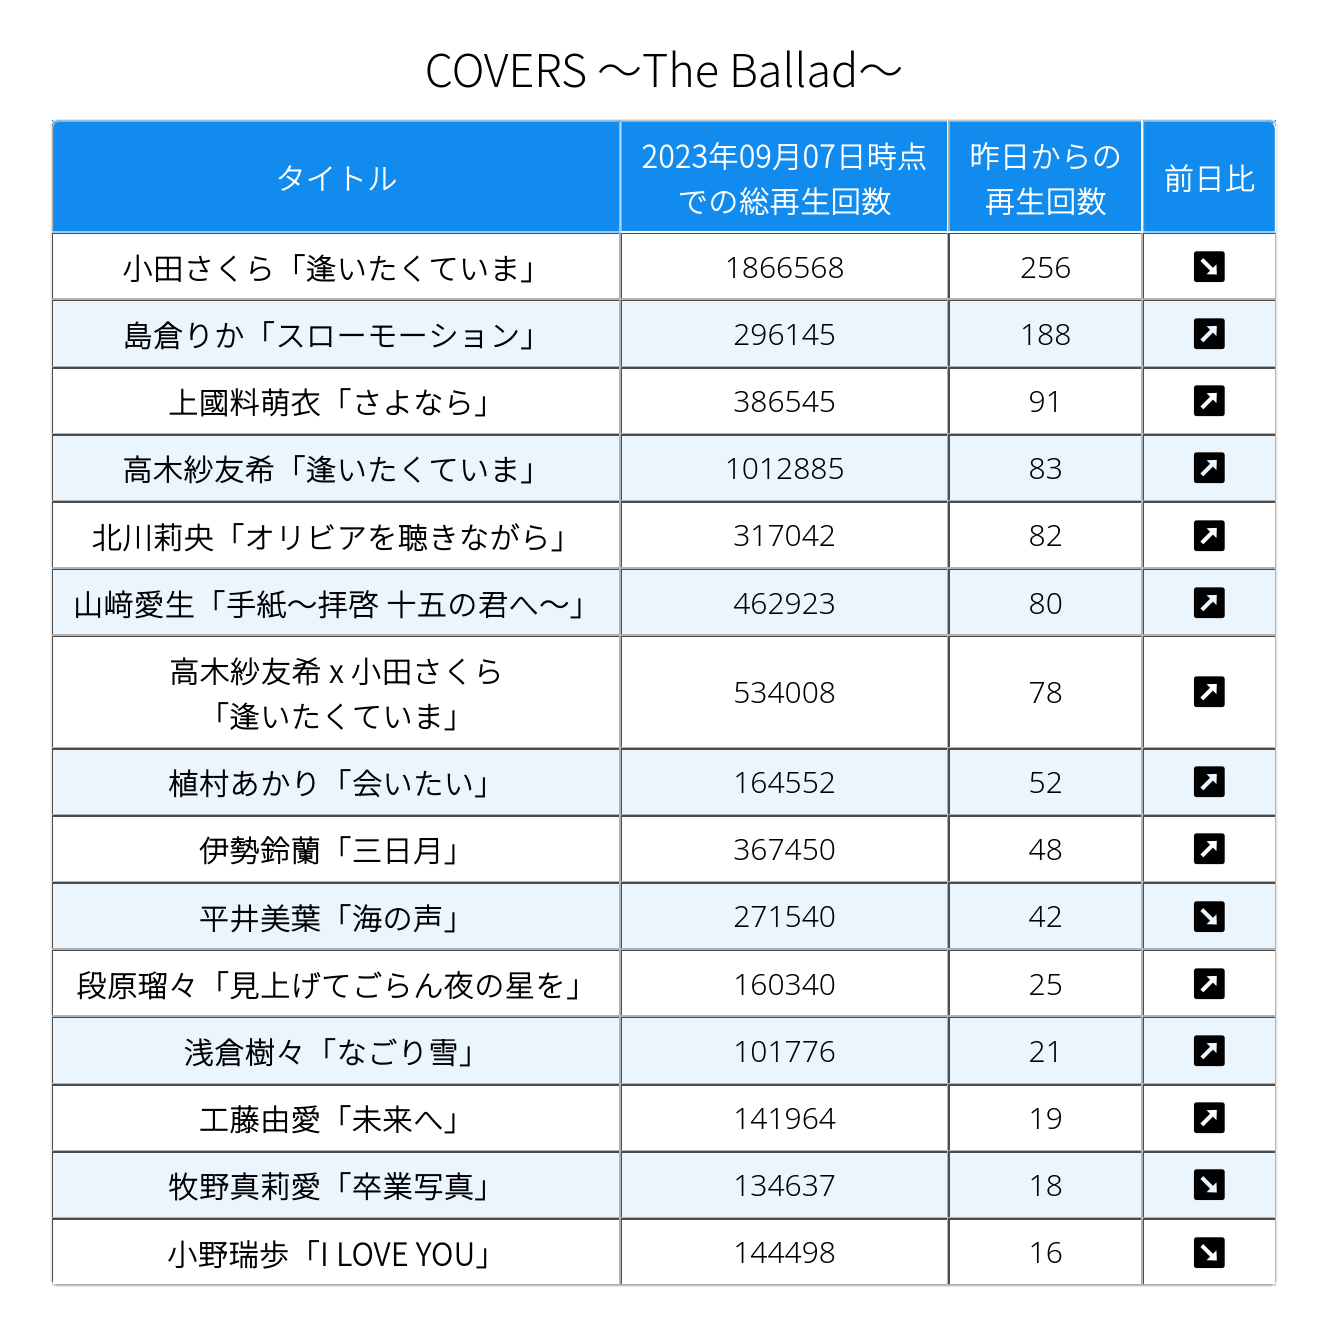 COVERS ～The Ballad～
タイトル
2023年09月07日時点
での総再生回数
昨日からの
再生回数
前日比
小田さくら「逢いたくていま」 1866568 256 ↘
島倉りか「スローモーション」 296145 188 ↗
上國料萌衣「さよなら」 386545 91 ↗
高木紗友希「逢いたくていま」 1012885 83 ↗
北川莉央「オリビアを聴きながら」 317042 82 ↗
山﨑愛生「手紙～拝啓 十五の君へ～」 462923 80 ↗
高木紗友希 x 小田さくら
「逢いたくていま」 534008 78 ↗
植村あかり「会いたい」 164552 52 ↗
伊勢鈴蘭「三日月」 367450 48 ↗
平井美葉「海の声」 271540 42 ↘
段原瑠々「見上げてごらん夜の星を」 160340 25 ↗
浅倉樹々「なごり雪」 101776 21 ↗
工藤由愛「未来へ」 141964 19 ↗
牧野真莉愛「卒業写真」 134637 18 ↘
小野瑞歩「I LOVE YOU」 144498 16 ↘